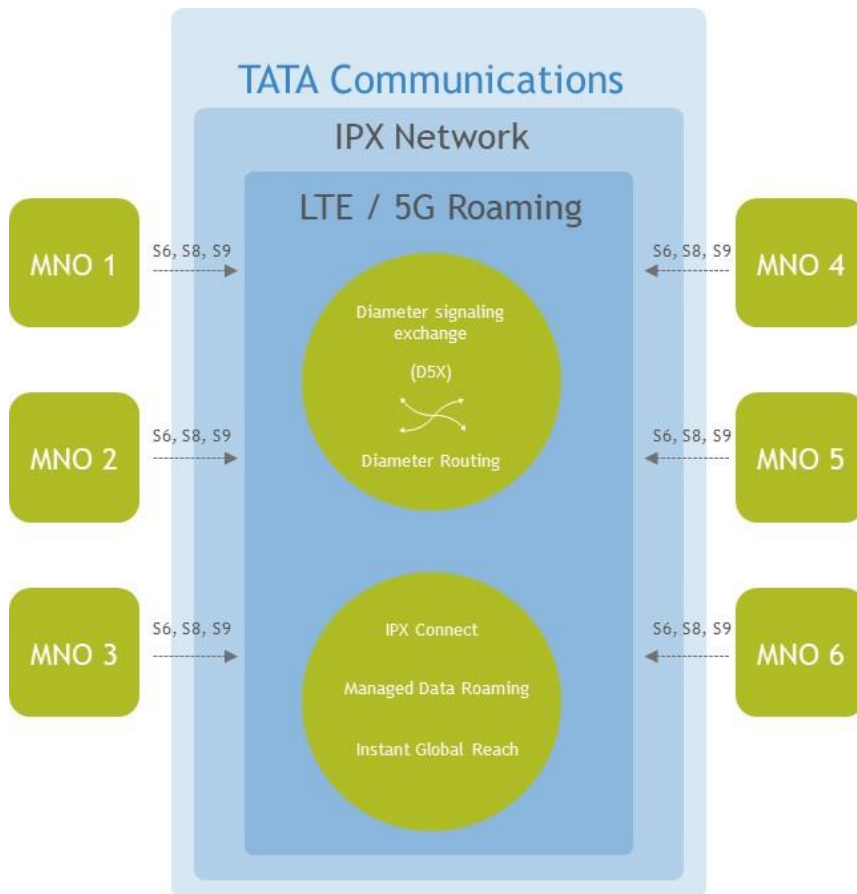 TATA Communications
IPX Network
LTE / 5G Roaming
MNO 1
S6, S8, S9
S6, S8, S9
MNO 4
Diameter signaling
exchange
(D5X)
Diameter Routing
MNO 2
S6, S8, S9
S6, S8, S9
MNO 5
MNO 3
S6, S8, S9
S6, S8, S9
MNO 6
IPX Connect
Managed Data Roaming
Instant Global Reach